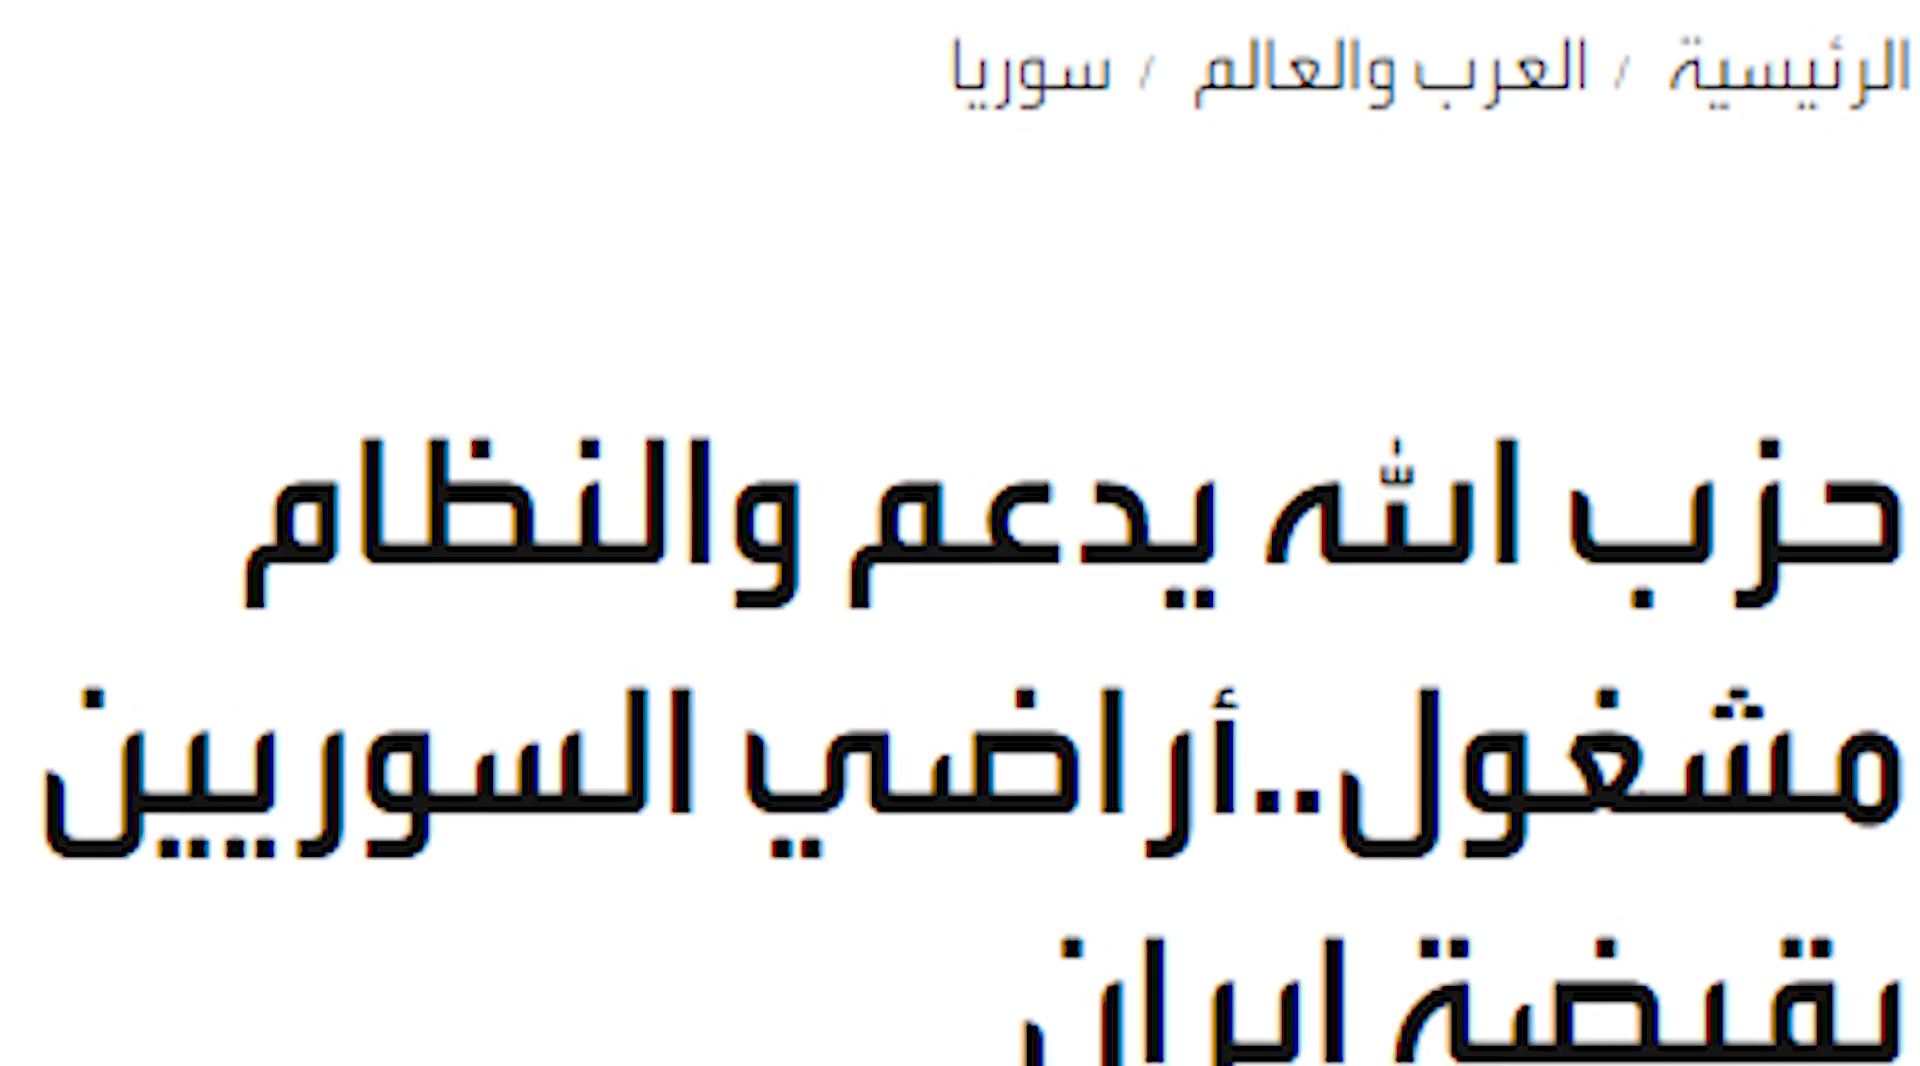 الرئيسية / العرب والعالم / سوريا
حزب الله يدعم والنظام
مشغول..أراضي السوريين
بقبضة إيران